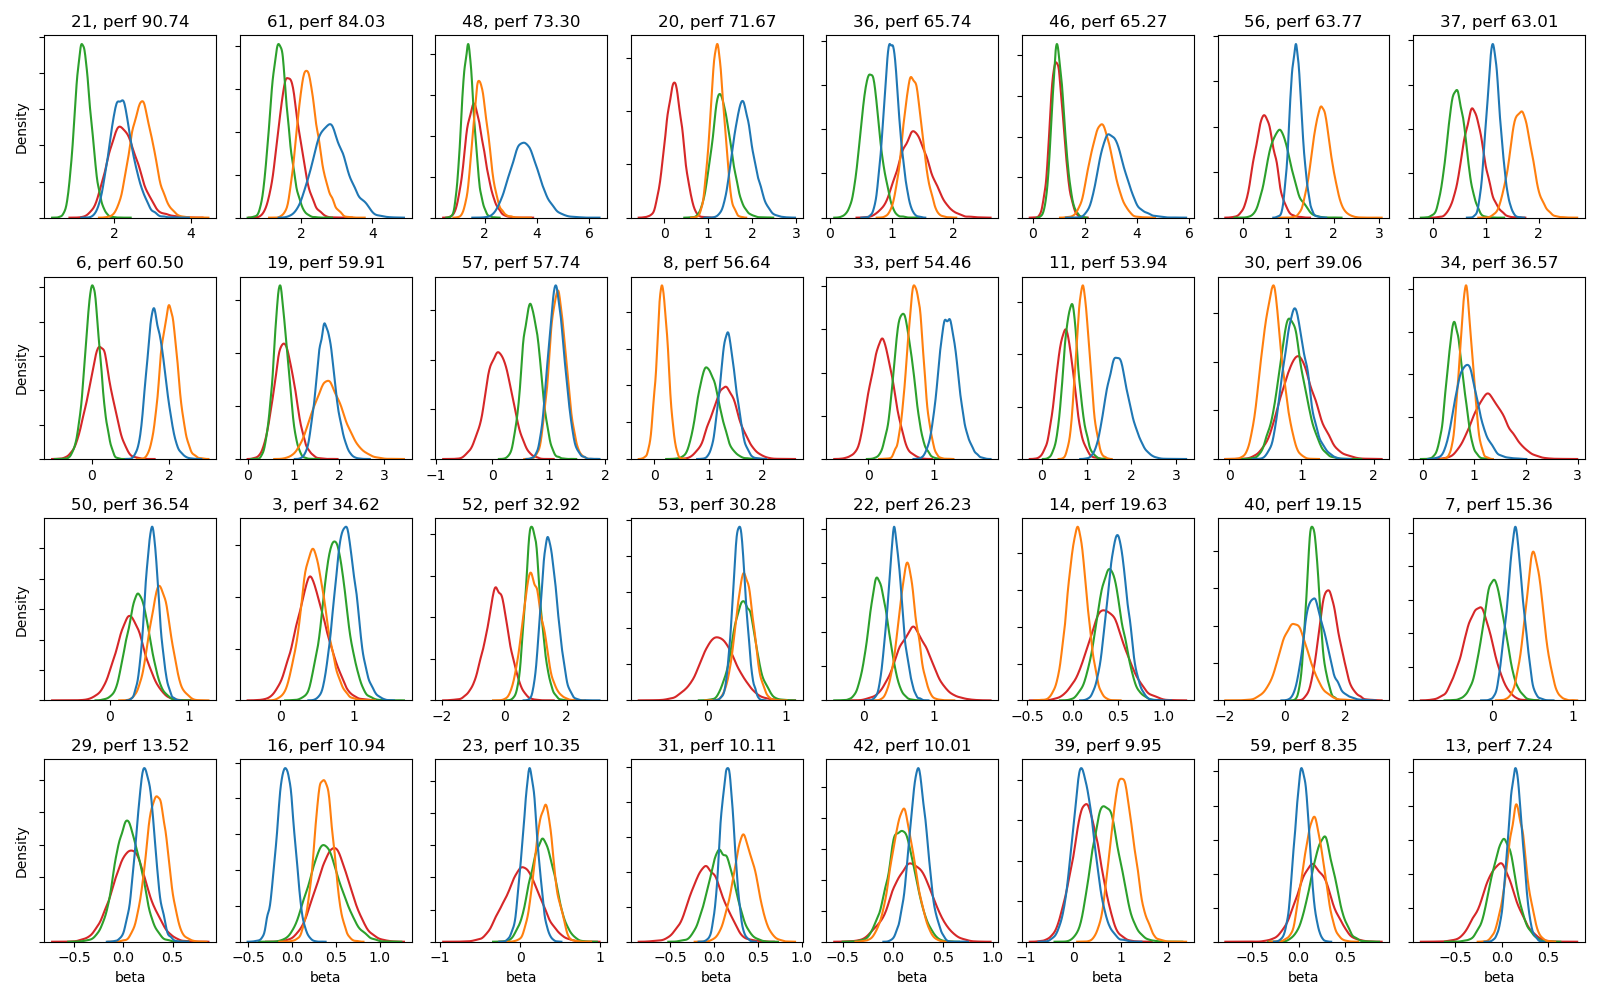 21, perf 90.74 61, perf 84.03 48, perf 73.30 20, perf 71.67 36, perf 65.74 46, perf 65.27 56, perf 63.77 37, perf 63.01
Density
2 4 2 4 2 4 6 0 1 2 3 0 1 2 0 2 4 6 0 1 2 3 0 1 2
6, perf 60.50 19, perf 59.91 57, perf 57.74 8, perf 56.64 33, perf 54.46 11, perf 53.94 30, perf 39.06 34, perf 36.57
Density
0 2 0 1 2 3 −1 0 1 2 0 1 2 0 1 0 1 2 3 0 1 2 0 1 2 3
50, perf 36.54 3, perf 34.62 52, perf 32.92 53, perf 30.28 22, perf 26.23 14, perf 19.63 40, perf 19.15 7, perf 15.36
Density
0 1 0 1 −2 0 2 0 1 0 1 −0.5 0.0 0.5 1.0 −2 0 2 0 1
29, perf 13.52 16, perf 10.94 23, perf 10.35 31, perf 10.11 42, perf 10.01 39, perf 9.95 59, perf 8.35 13, perf 7.24
Density
−0.5 0.0 0.5 −0.5 0.0 0.5 1.0 −1 0 1 −0.5 0.0 0.5 1.0 −0.5 0.0 0.5 1.0 −1 0 1 2 −0.5 0.0 0.5 −0.5 0.0 0.5
beta beta beta beta beta beta beta beta